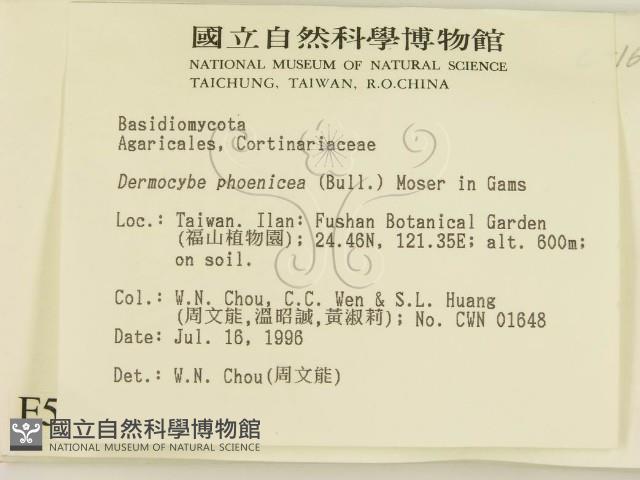 國立自然科學博物館
NATIONAL MUSEUM OF NATURAL SCIENCE
TAICHUNG, TAIWAN, R.O.CHINA
Basidiomycota
Agaricales, Cortinariaceae
Dermocybe phoenicea (Bull.) Moser in Gams
Loc.: Taiwan. Ilan: Fushan Botanical Garden
(福山植物園); 24.46N, 121.35E; alt. 600m;
on soil.
Col.: W.N. Chou, C.C. Wen & S.L. Huang
(周文能,溫昭誠,黃淑莉); No. CWN 01648
Date: Jul. 16, 1996
Det.: W.N. Chou(周文能)
國立自然科學博物館
NATIONAL MUSEUM OF NATURAL SCIENCE